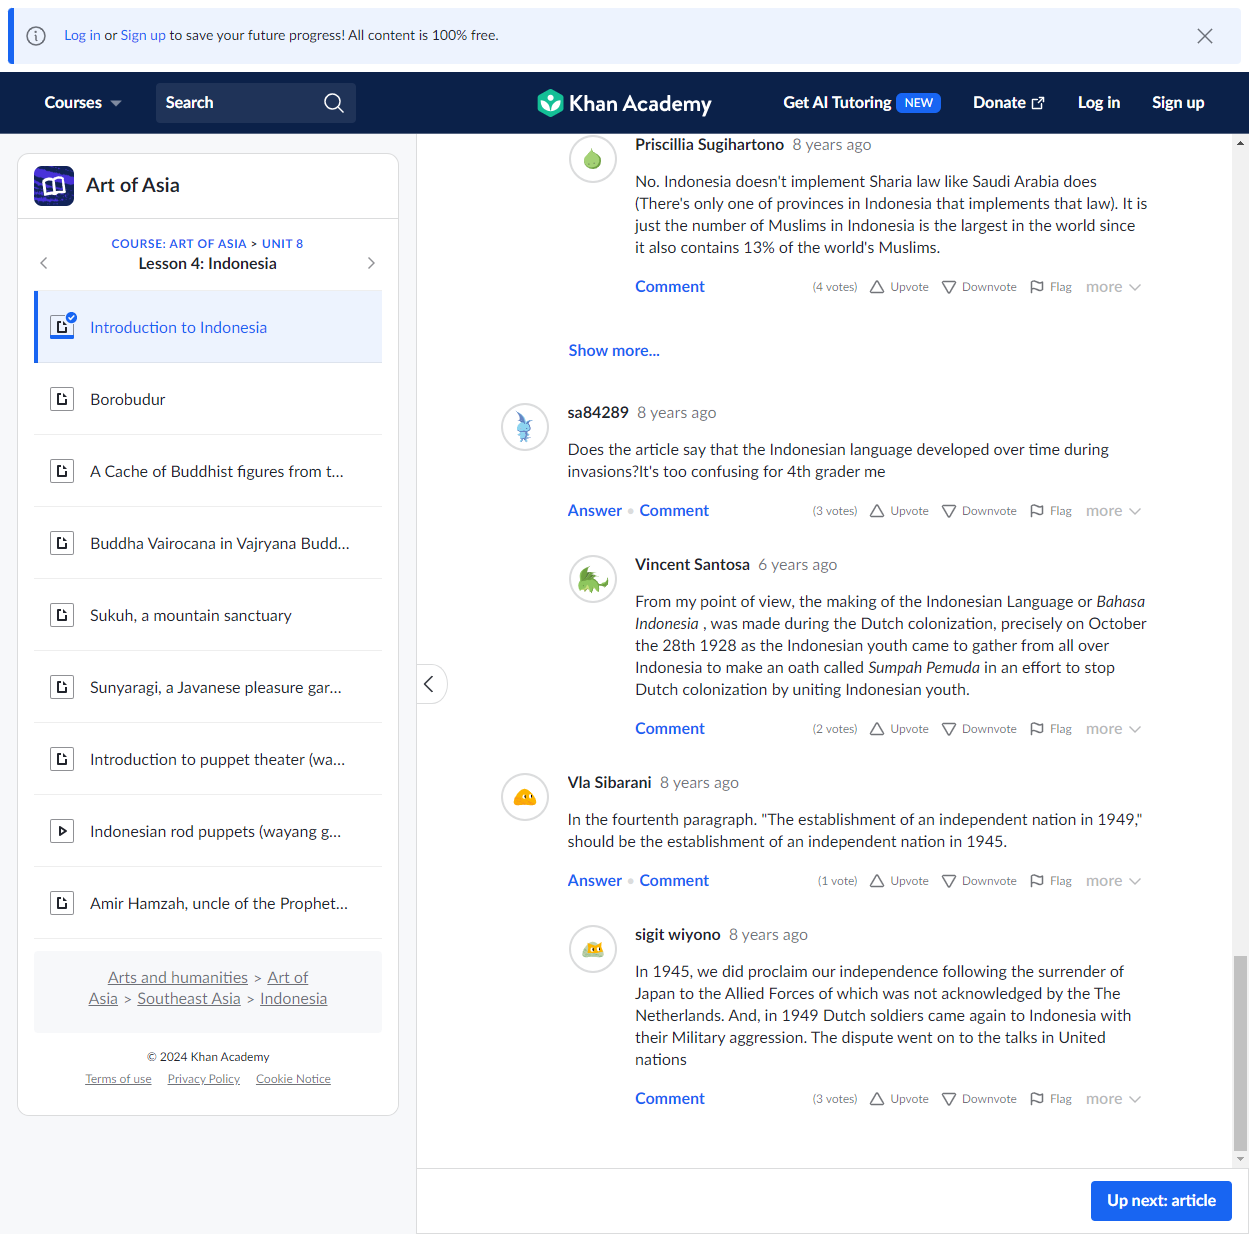 Log in or Sign up to save your future progress! All content is 100% free.
Courses
Search
Khan Academy
Get AI Tutoring NEW
Donate
Log in
Sign up
Art of Asia
COURSE: ART OF ASIA > UNIT 8
Lesson 4: Indonesia
Introduction to Indonesia
Borobudur
A Cache of Buddhist figures from t...
Buddha Vairocana in Vajryana Budd...
Sukuh, a mountain sanctuary
Sunyaragi, a Javanese pleasure gar...
Introduction to puppet theater (wa...
Indonesian rod puppets (wayang g...
Amir Hamzah, uncle of the Prophet...
Arts and humanities > Art of
Asia > Southeast Asia > Indonesia
© 2024 Khan Academy
Terms of use Privacy Policy Cookie Notice
Priscillia Sugihartono 8 years ago
No. Indonesia doesn't implement Sharia law like Saudi Arabia does
(There's only one of provinces in Indonesia that implements that law). It is
just the number of Muslims in Indonesia is the largest in the world since
it also contains 13% of the world's Muslims.
Comment (4 votes) Upvote Downvote Flag more
Show more...
sa84289 8 years ago
Does the article say that the Indonesian language developed over time during
invasions?It's too confusing for 4th grader me
Answer • Comment (3 votes) Upvote Downvote Flag more
Vincent Santosa 6 years ago
From my point of view, the making of the Indonesian Language or Bahasa
Indonesia , was made during the Dutch colonization, precisely on October
the 28th 1928 as the Indonesian youth came to gather from all over
Indonesia to make an oath called Sumpah Pemuda in an effort to stop
Dutch colonization by uniting Indonesian youth.
Comment (2 votes) Upvote Downvote Flag more
Vla Sibarani 8 years ago
In the fourtenth paragraph. "The establishment of an independent nation in 1949,"
should be the establishment of an independent nation in 1945.
Answer • Comment (1 vote) Upvote Downvote Flag more
sigit wiyono 8 years ago
In 1945, we did proclaim our independence following the surrender of
Japan to the Allied Forces of which was not acknowledged by the The
Netherlands. And, in 1949 Dutch soldiers came again to Indonesia with
their Military aggression. The dispute went on to the talks in United
nations
Comment (3 votes) Upvote Downvote Flag more
Up next: article